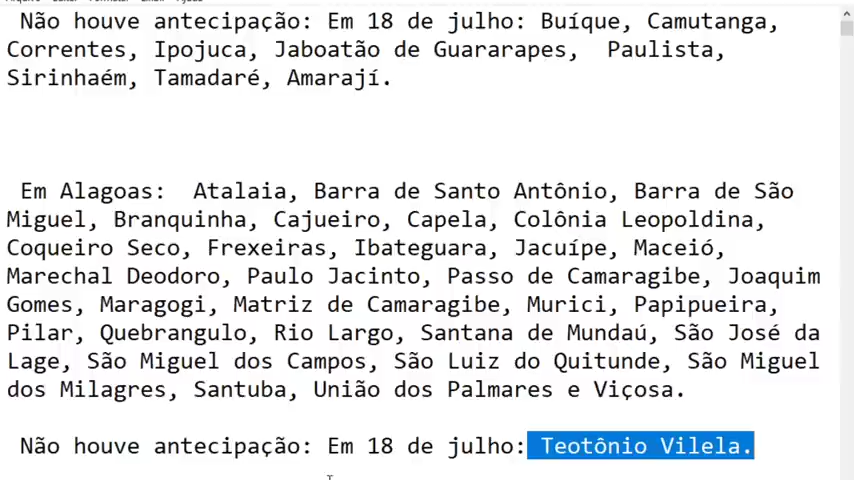 Não houve antecipação: Em 18 de julho: Buíque, Camutanga,
Correntes, Ipojuca, Jaboatão de Guararapes,  Paulista,
Sirinhaém, Tamadaré, Amarají.
Em Alagoas:  Atalaia, Barra de Santo Antônio, Barra de São
Miguel, Branquinha, Cajueiro, Capela, Colônia Leopoldina,
Coqueiro Seco, Frexeiras, Ibateguara, Jacuípe, Maceió,
Marechal Deodoro, Paulo Jacinto, Passo de Camaragibe, Joaquim
Gomes, Maragogi, Matriz de Camaragibe, Murici, Papipueira,
Pilar, Quebrangulo, Rio Largo, Santana de Mundaú, São José da
Lage, São Miguel dos Campos, São Luiz do Quitunde, São Miguel
dos Milagres, Santuba, União dos Palmares e Viçosa.
Não houve antecipação: Em 18 de julho: Teotônio Vilela.